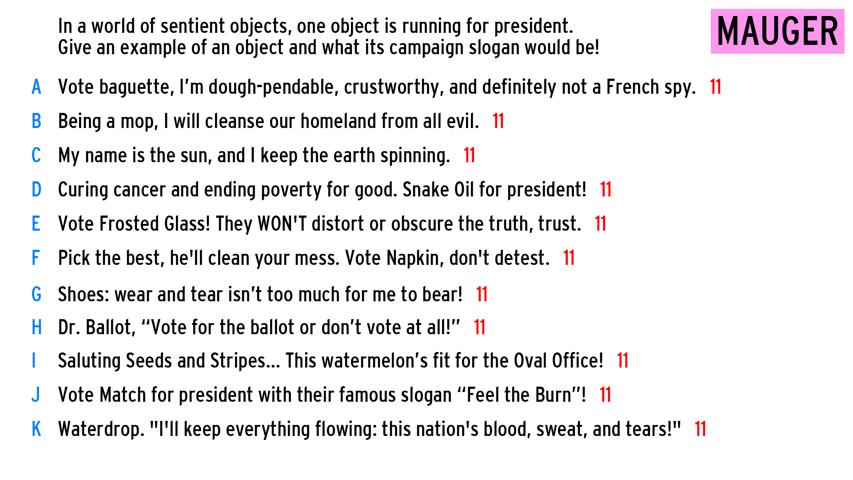 In a world of sentient objects, one object is running for president.
Give an example of an object and what its campaign slogan would be!
MAUGER
A Vote baguette, I’m dough-pendable, crustworthy, and definitely not a French spy. 11
B Being a mop, I will cleanse our homeland from all evil. 11
C My name is the sun, and I keep the earth spinning. 11
D Curing cancer and ending poverty for good. Snake Oil for president! 11
E Vote Frosted Glass! They WON'T distort or obscure the truth, trust. 11
F Pick the best, he'll clean your mess. Vote Napkin, don't detest. 11
G Shoes: wear and tear isn’t too much for me to bear! 11
H Dr. Ballot, “Vote for the ballot or don’t vote at all!” 11
I Saluting Seeds and Stripes... This watermelon’s fit for the Oval Office! 11
J Vote Match for president with their famous slogan “Feel the Burn”! 11
K Waterdrop. "I'll keep everything flowing: this nation's blood, sweat, and tears!" 11